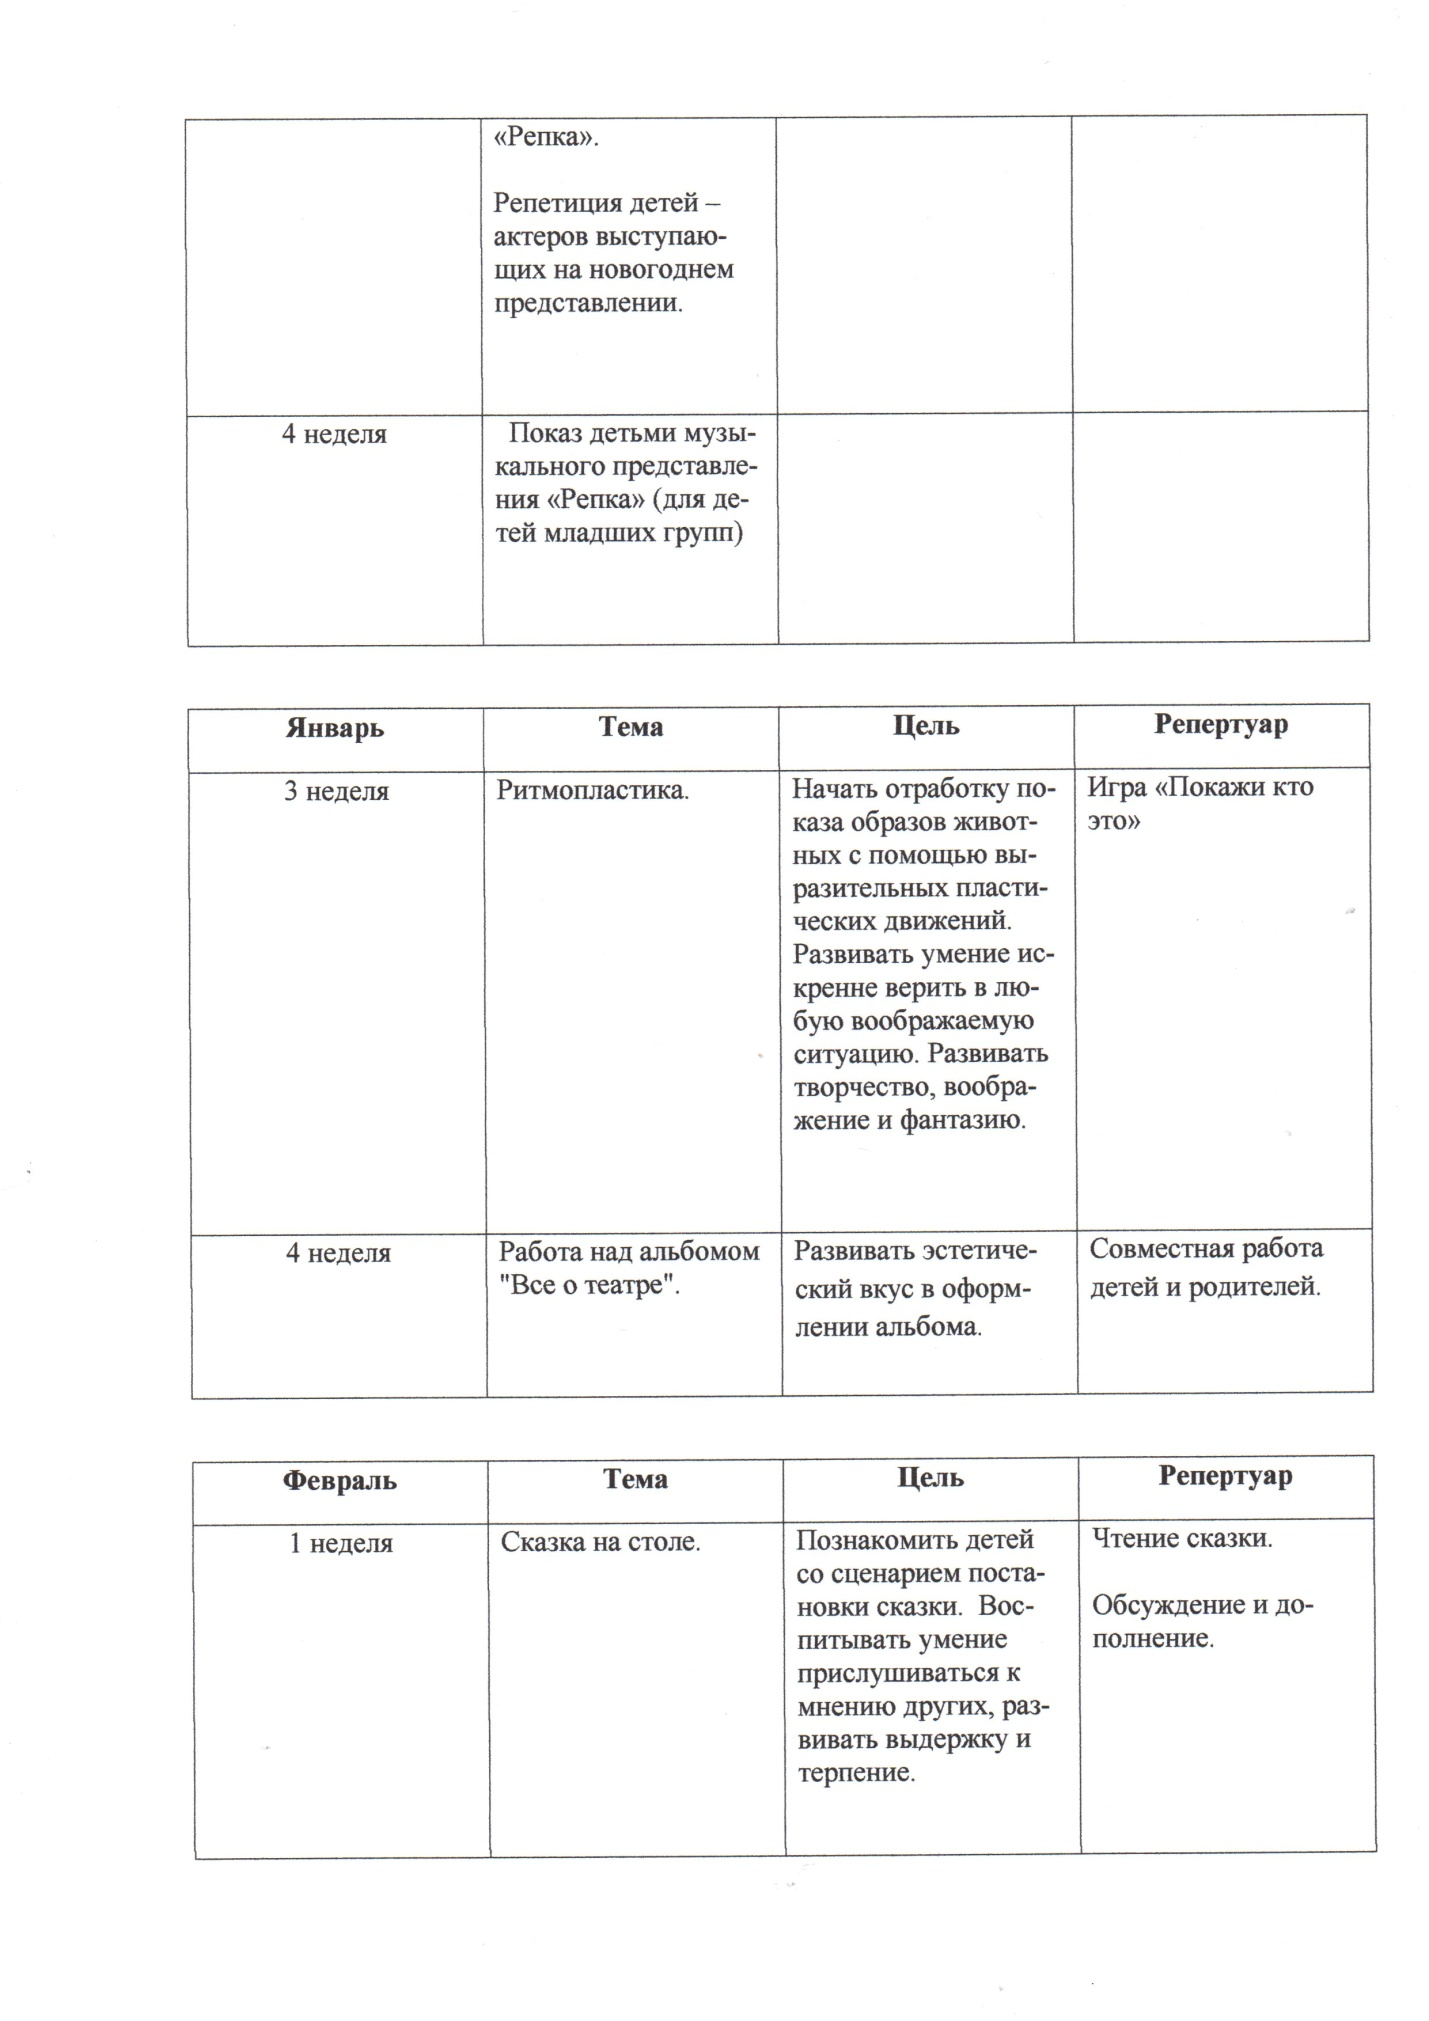 «Репка».
Репетиция детей –
актеров выступаю-
щих на новогоднем
представлении.
4 неделя
Показ детьми музы-
кального представле-
ния «Репка» (для де-
тей младших групп)
Январь
Тема
Цель
Репертуар
3 неделя
Ритмопластика.
Начать отработку по-
каза образов живот-
ных с помощью вы-
разительных пласти-
ческих движений.
Развивать умение ис-
кренне верить в лю-
бую воображаемую
ситуацию. Развивать
творчество, вообра-
жение и фантазию.
Игра «Покажи кто
это»
4 неделя
Работа над альбомом
"Все о театре".
Развивать эстетиче-
ский вкус в оформ-
лении альбома.
Совместная работа
детей и родителей.
Февраль
Тема
Цель
Репертуар
1 неделя
Сказка на столе.
Познакомить детей
со сценарием поста-
новки сказки.  Вос-
питывать умение
прислушиваться к
мнению других, раз-
вивать выдержку и
терпение.
Чтение сказки.
Обсуждение и до-
полнение.